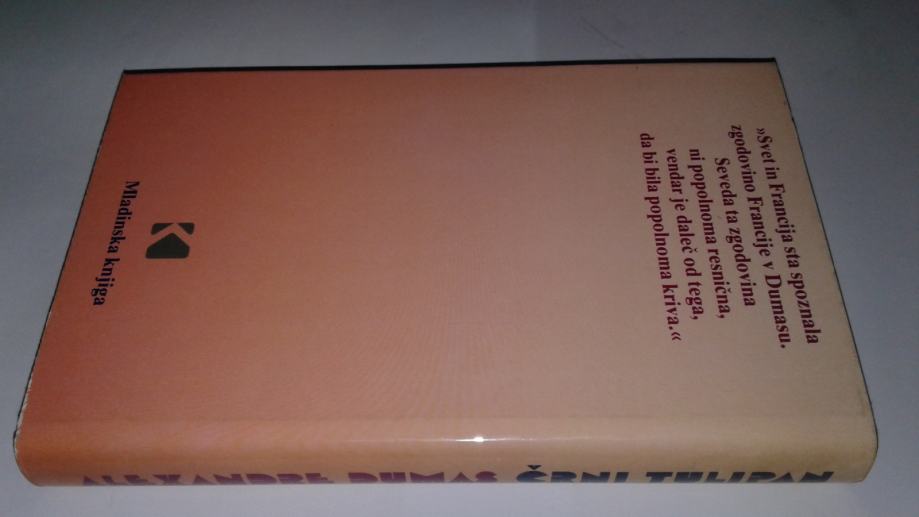 »Svet in Francija sta spoznala
zgodovino Francije v Dumasu.
Seveda ta zgodovina
ni popolnoma resnična,
vendar je daleč od tega,
da bi bila popolnoma kriva.«
Mladinska knjiga
ALEXANDRE DUMAS ČRNI TULIPAN